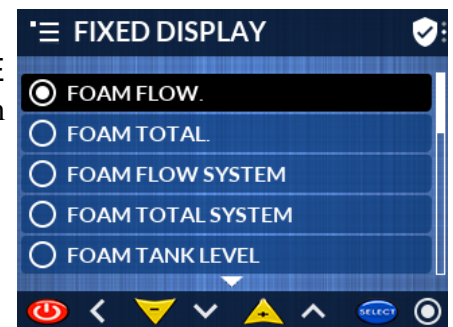 FIXED DISPLAY
FOAM FLOW.
FOAM TOTAL.
FOAM FLOW SYSTEM
FOAM TOTAL SYSTEM
FOAM TANK LEVEL
SELECT